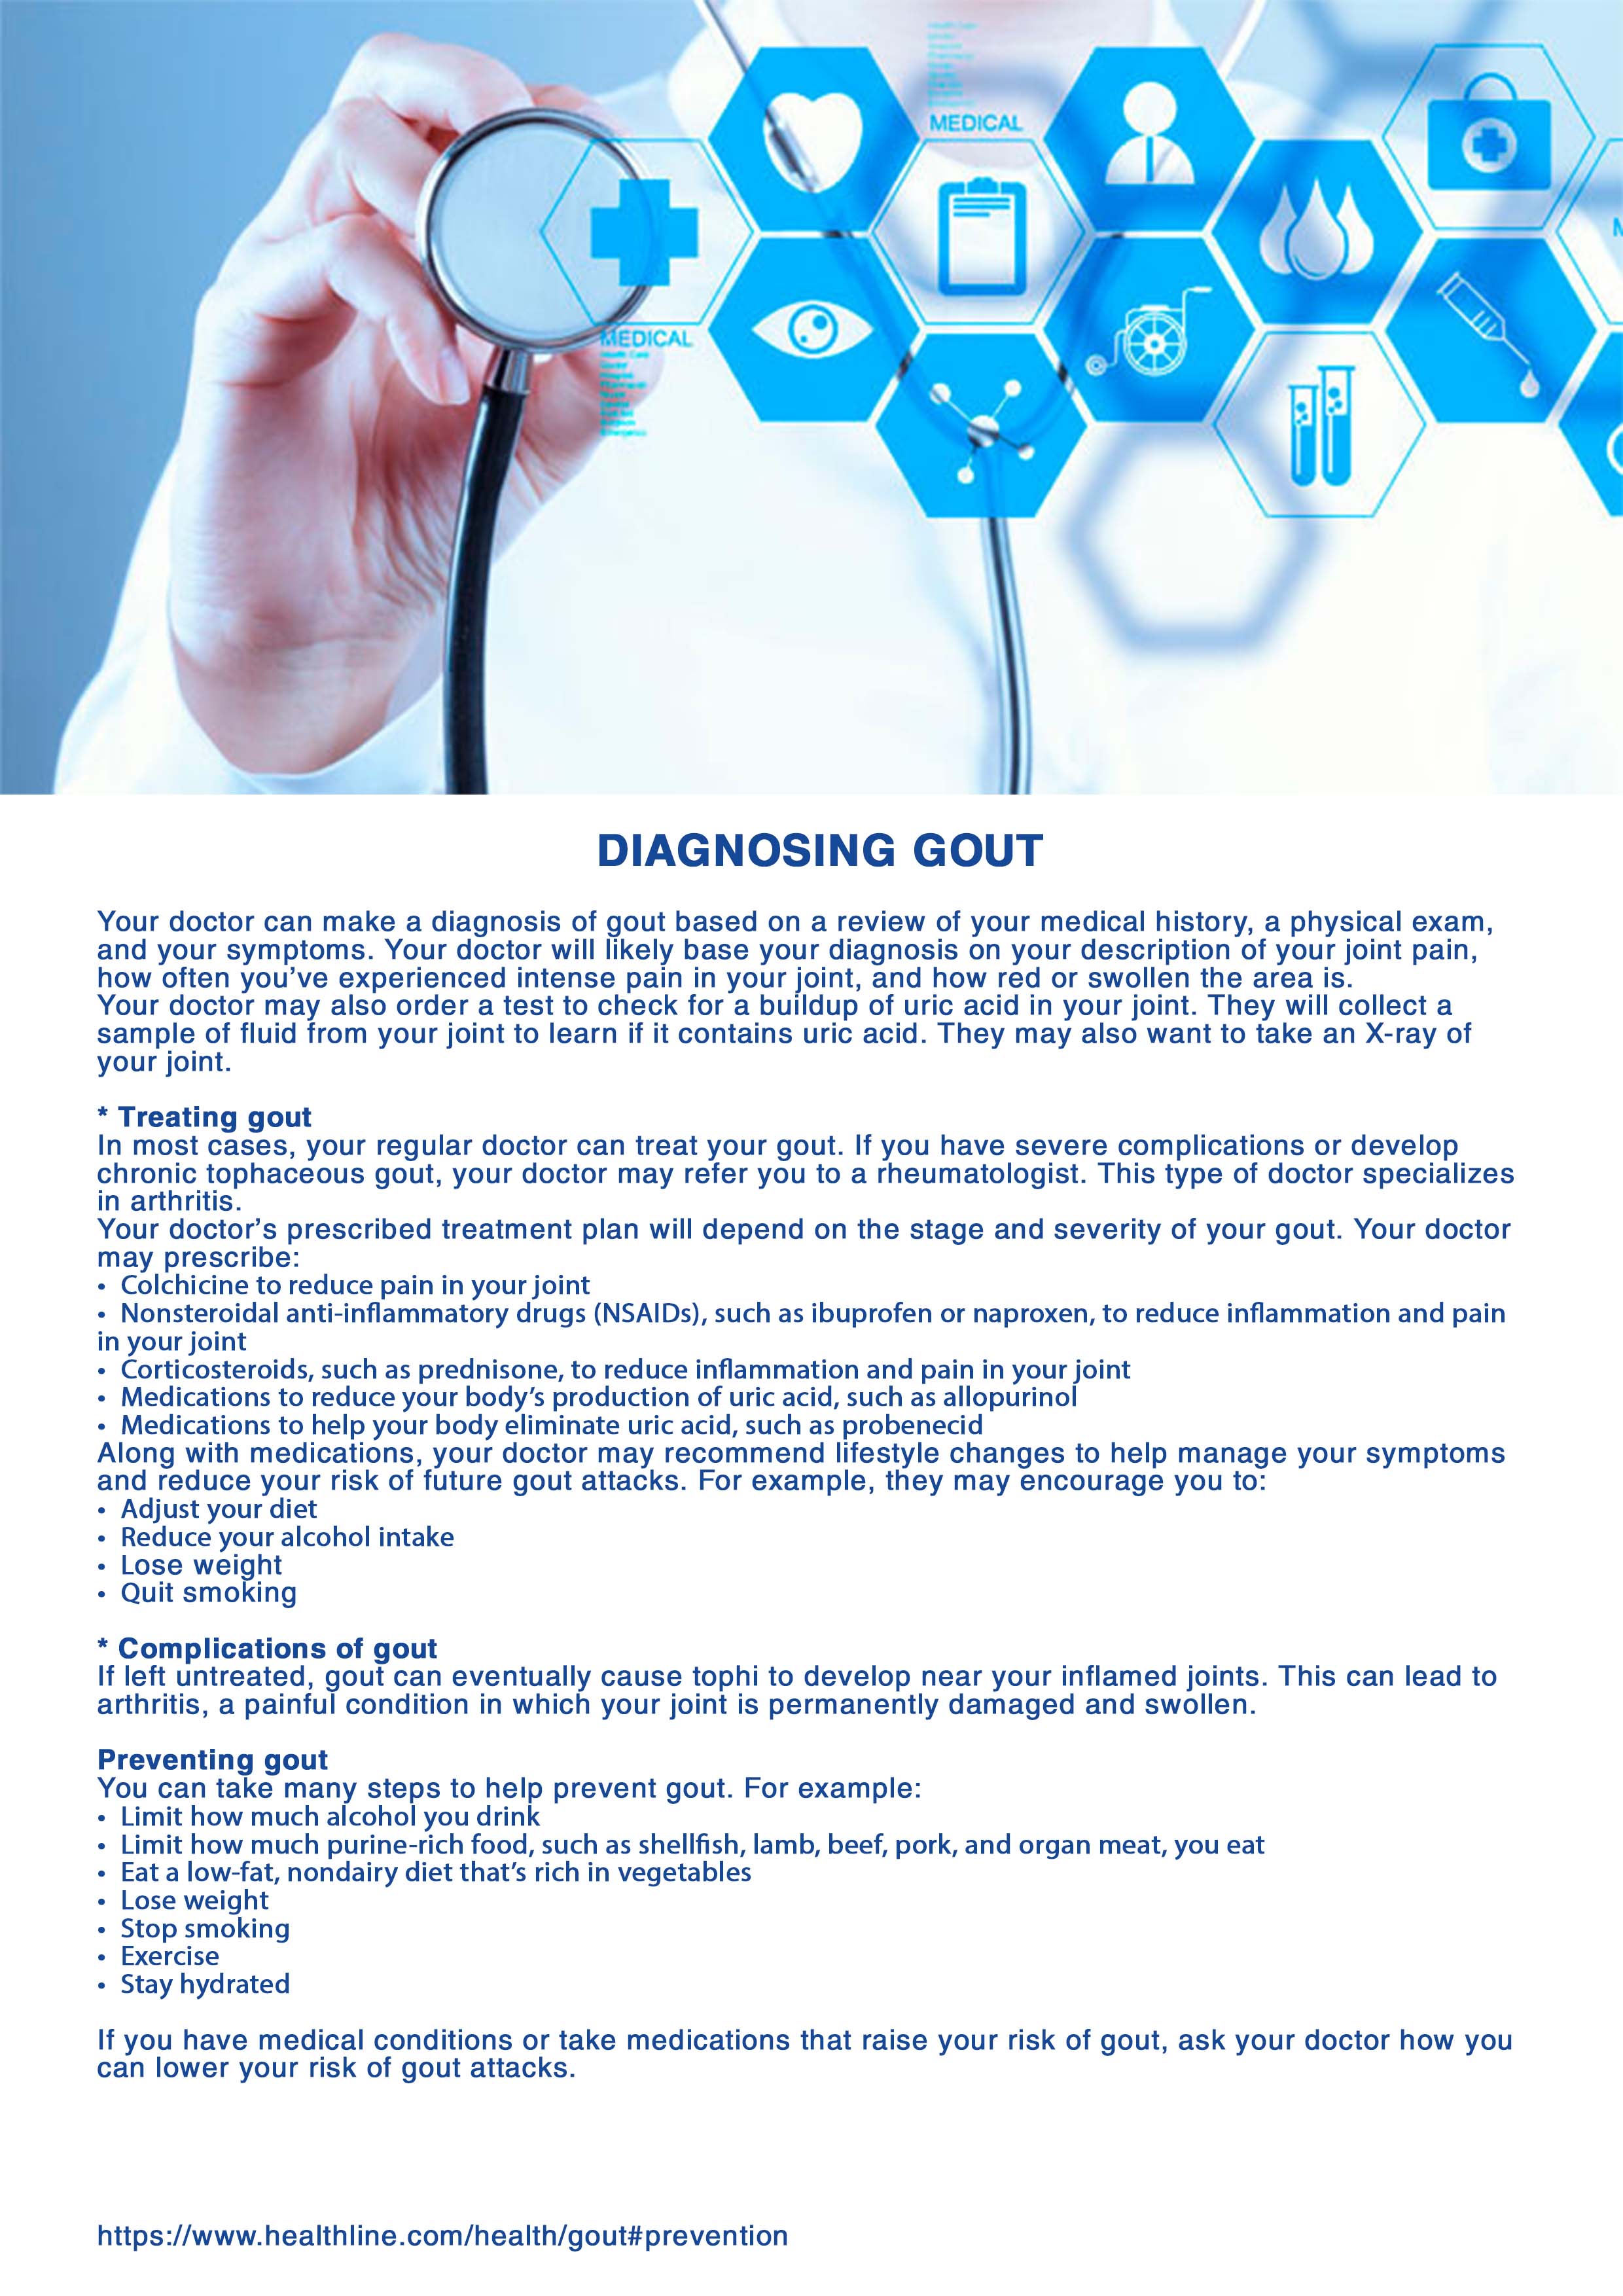 MEDICAL
MEDICAL
Health Care
DIAGNOSING GOUT
Your doctor can make a diagnosis of gout based on a review of your medical history, a physical exam,
and your symptoms. Your doctor will likely base your diagnosis on your description of your joint pain,
how often you’ve experienced intense pain in your joint, and how red or swollen the area is.
Your doctor may also order a test to check for a buildup of uric acid in your joint. They will collect a
sample of fluid from your joint to learn if it contains uric acid. They may also want to take an X-ray of
your joint.
* Treating gout
In most cases, your regular doctor can treat your gout. If you have severe complications or develop
chronic tophaceous gout, your doctor may refer you to a rheumatologist. This type of doctor specializes
in arthritis.
Your doctor’s prescribed treatment plan will depend on the stage and severity of your gout. Your doctor
may prescribe:
• Colchicine to reduce pain in your joint
• Nonsteroidal anti-inflammatory drugs (NSAIDs), such as ibuprofen or naproxen, to reduce inflammation and pain
in your joint
• Corticosteroids, such as prednisone, to reduce inflammation and pain in your joint
• Medications to reduce your body’s production of uric acid, such as allopurinol
• Medications to help your body eliminate uric acid, such as probenecid
Along with medications, your doctor may recommend lifestyle changes to help manage your symptoms
and reduce your risk of future gout attacks. For example, they may encourage you to:
• Adjust your diet
• Reduce your alcohol intake
• Lose weight
• Quit smoking
* Complications of gout
If left untreated, gout can eventually cause tophi to develop near your inflamed joints. This can lead to
arthritis, a painful condition in which your joint is permanently damaged and swollen.
Preventing gout
You can take many steps to help prevent gout. For example:
• Limit how much alcohol you drink
• Limit how much purine-rich food, such as shellfish, lamb, beef, pork, and organ meat, you eat
• Eat a low-fat, nondairy diet that’s rich in vegetables
• Lose weight
• Stop smoking
• Exercise
• Stay hydrated
If you have medical conditions or take medications that raise your risk of gout, ask your doctor how you
can lower your risk of gout attacks.
https://www.healthline.com/health/gout#prevention